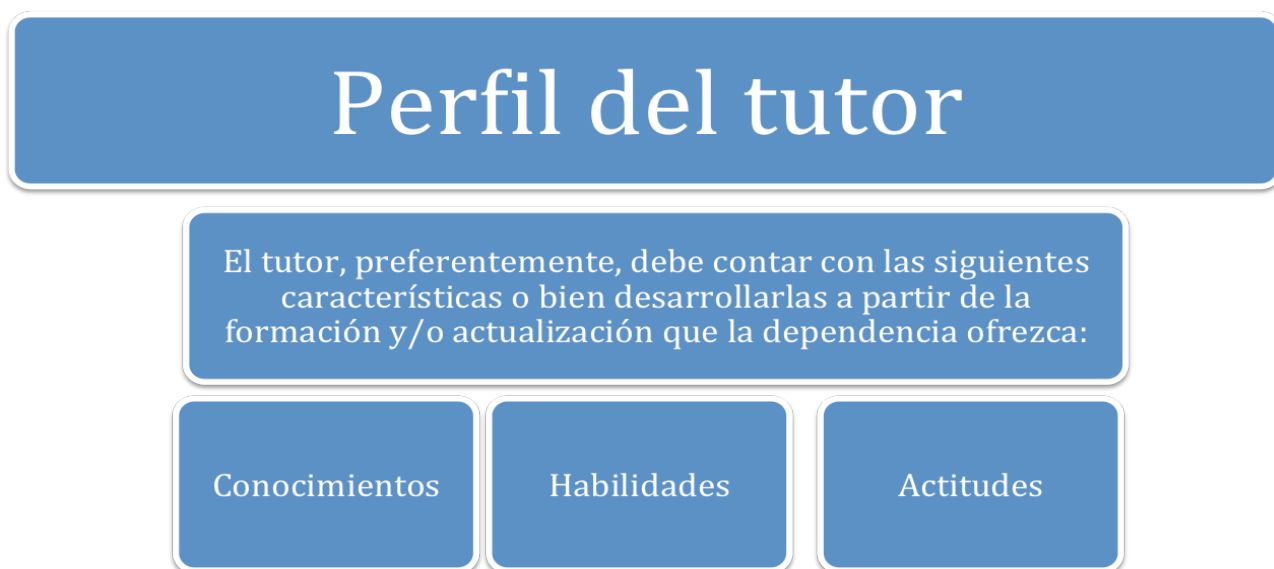 Perfil del tutor
El tutor, preferentemente, debe contar con las siguientes
características o bien desarrollarlas a partir de la
formación y/o actualización que la dependencia ofrezca:
Conocimientos
Habilidades
Actitudes